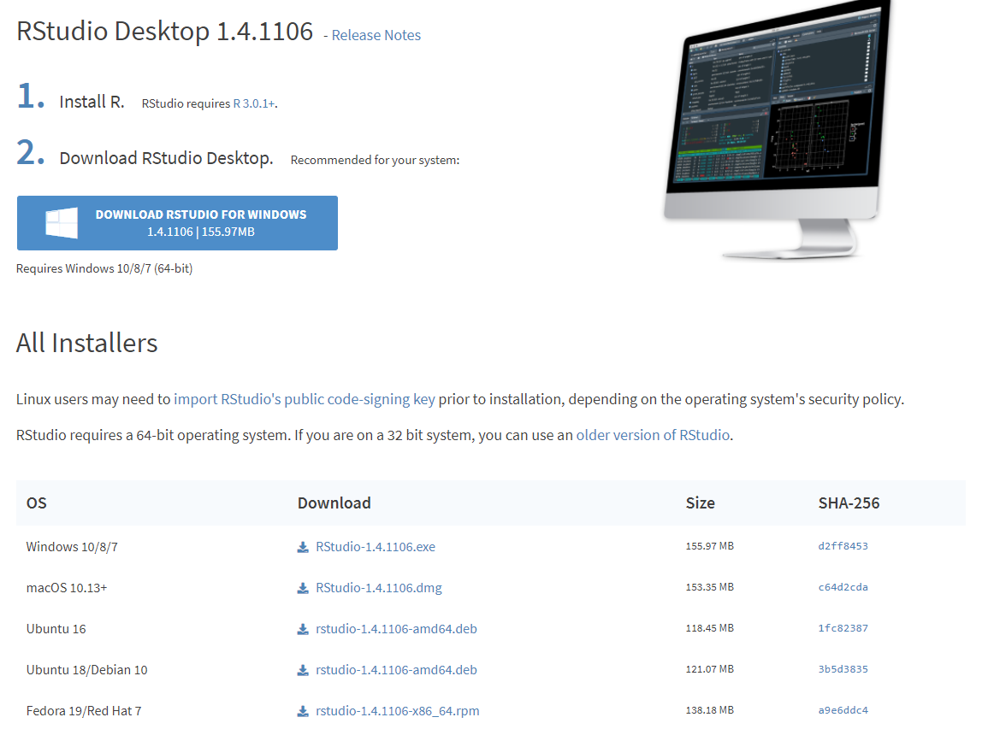 RStudio Desktop 1.4.1106 - Release Notes
1. Install R. RStudio requires R 3.0.1+.
2. Download RStudio Desktop. Recommended for your system:
DOWNLOAD RSTUDIO FOR WINDOWS
1.4.1106 | 155.97MB
Requires Windows 10/8/7 (64-bit)
All Installers
Linux users may need to import RStudio's public code-signing key prior to installation, depending on the operating system's security policy.
RStudio requires a 64-bit operating system. If you are on a 32 bit system, you can use an older version of RStudio.
OS Download Size SHA-256
Windows 10/8/7 RStudio-1.4.1106.exe 155.97 MB d2ff8453
macOS 10.13+ RStudio-1.4.1106.dmg 153.35 MB c64d2cda
Ubuntu 16 rstudio-1.4.1106-amd64.deb 118.45 MB 1fc82387
Ubuntu 18/Debian 10 rstudio-1.4.1106-amd64.deb 121.07 MB 3b5d3835
Fedora 19/Red Hat 7 rstudio-1.4.1106-x86_64.rpm 138.18 MB a9e6ddc4